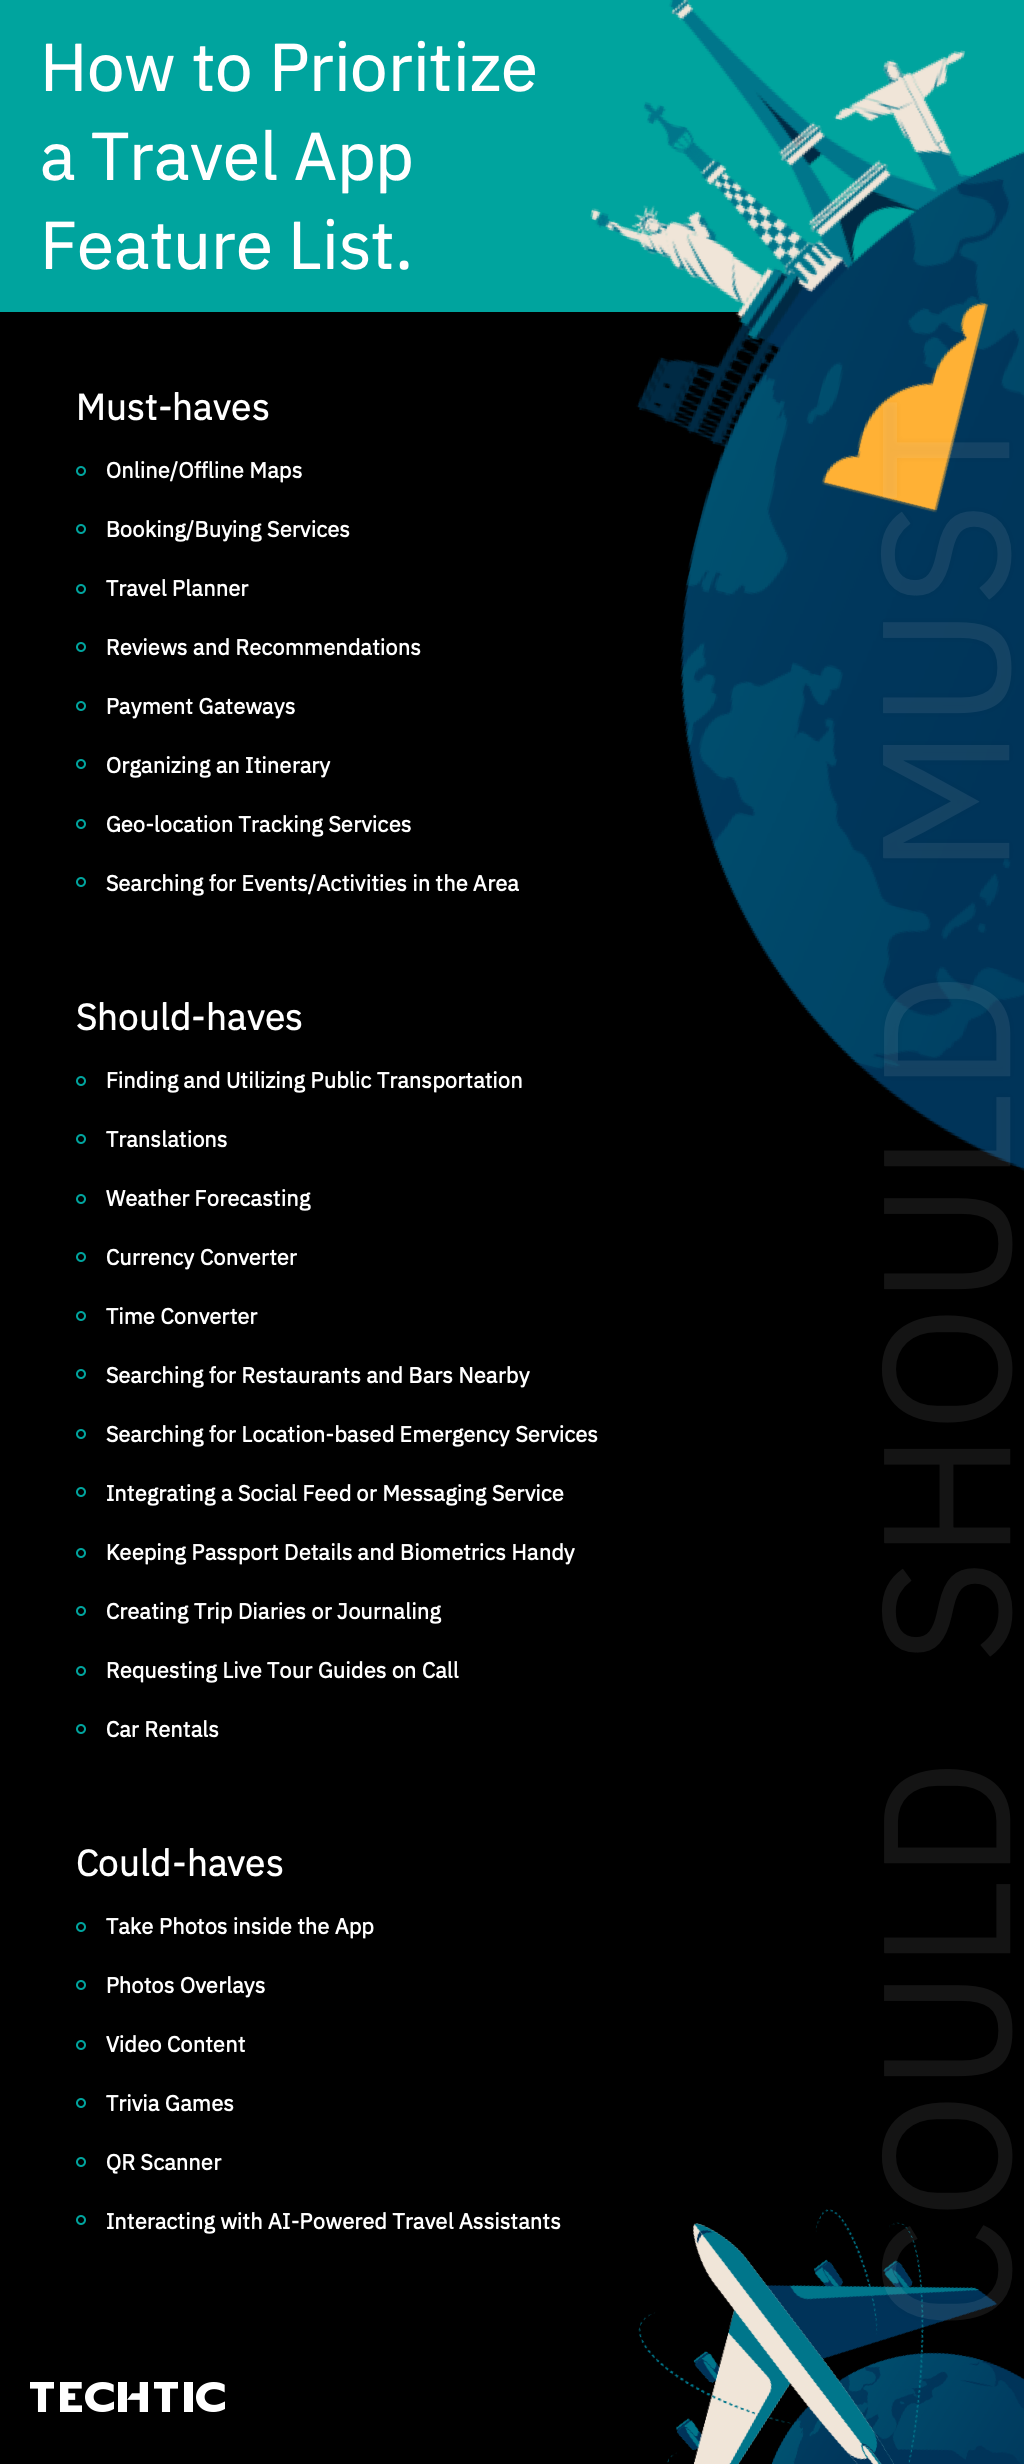 How to Prioritize
a Travel App
Feature List.
Must-haves
Online/Offline Maps
Booking/Buying Services
Travel Planner
Reviews and Recommendations
Payment Gateways
Organizing an Itinerary
Geo-location Tracking Services
Searching for Events/Activities in the Area
MUST
Should-haves
Finding and Utilizing Public Transportation
Translations
Weather Forecasting
Currency Converter
Time Converter
Searching for Restaurants and Bars Nearby
Searching for Location-based Emergency Services
Integrating a Social Feed or Messaging Service
Keeping Passport Details and Biometrics Handy
Creating Trip Diaries or Journaling
Requesting Live Tour Guides on Call
Car Rentals
SHOULD
Could-haves
Take Photos inside the App
Photos Overlays
Video Content
Trivia Games
QR Scanner
Interacting with AI-Powered Travel Assistants
COULD
TECHTIC